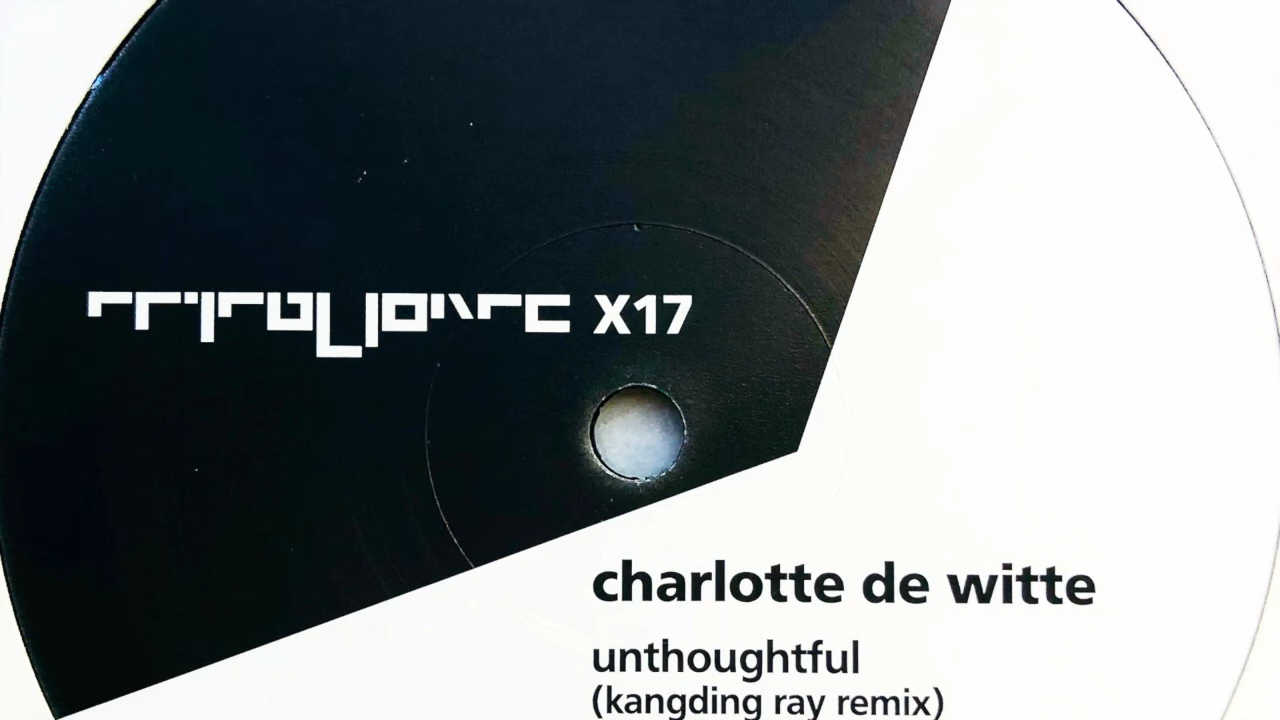 X17
charlotte de witte
unthoughtful
(kangding ray remix)